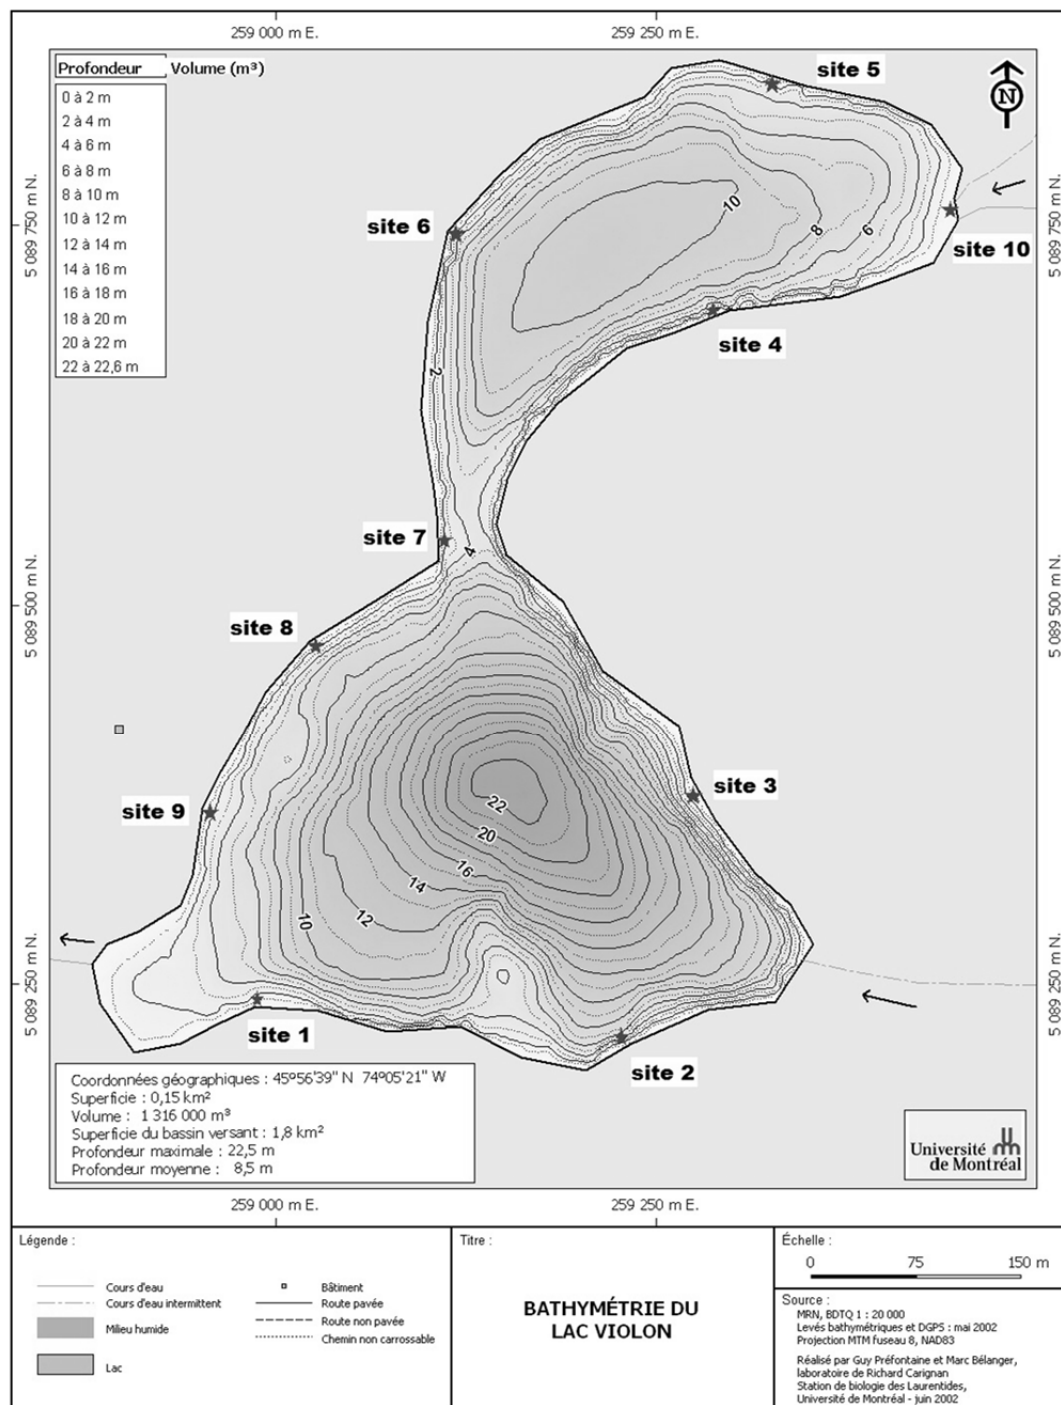 259 000 m E.
259 250 m E.
Profondeur Volume (m³)
0 à 2 m
2 à 4 m
4 à 6 m
6 à 8 m
8 à 10 m
10 à 12 m
12 à 14 m
14 à 16 m
16 à 18 m
18 à 20 m
20 à 22 m
22 à 22,6 m
N
5 089 750 m N.
5 089 750 m N.
site 5
site 6
site 10
site 4
10
8
6
2
site 7
4
5 089 500 m N.
5 089 500 m N.
site 8
site 3
site 9
22
20
16
14
12
10
5 089 250 m N.
5 089 250 m N.
site 1
site 2
Coordonnées géographiques : 45º56'39" N 74º05'21" W
Superficie : 0,15 km²
Volume : 1 316 000 m³
Superficie du bassin versant : 1,8 km²
Profondeur maximale : 22,5 m
Profondeur moyenne : 8,5 m
Université
de Montréal
259 000 m E.
259 250 m E.
Légende :
Cours d'eau
Cours d'eau intermittent
Milieu humide
Lac
Bâtiment
Route pavée
Route non pavée
Chemin non carrossable
Titre :
BATHYMÉTRIE DU
LAC VIOLON
Échelle :
0 75 150 m
Source :
MRN, BDTQ 1 : 20 000
Levés bathymétriques et DGPS : mai 2002
Projection MTM fuseau 8, NAD83
Réalisé par Guy Préfontaine et Marc Bélanger,
laboratoire de Richard Carignan
Station de biologie des Laurentides,
Université de Montréal - juin 2002